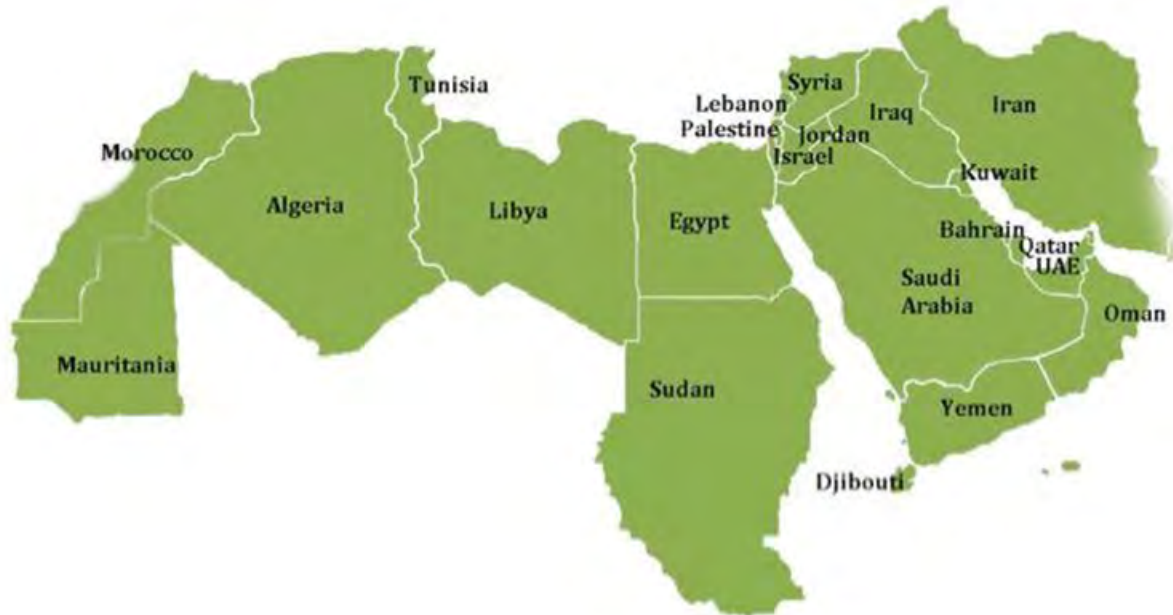 Tunisia
Syria
Lebanon
Iraq
Iran
Palestine
Jordan
Morocco
Israel
Kuwait
Algeria
Libya
Egypt
Bahrain
Qatar
UAE
Saudi
Arabia
Oman
Mauritania
Sudan
Yemen
Djibouti